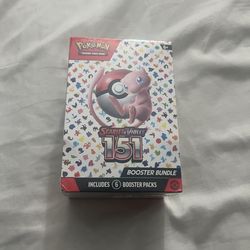 POKÉMON
SCARLET & VIOLET
151
BOOSTER BUNDLE
INCLUDES 6 BOOSTER PACKS